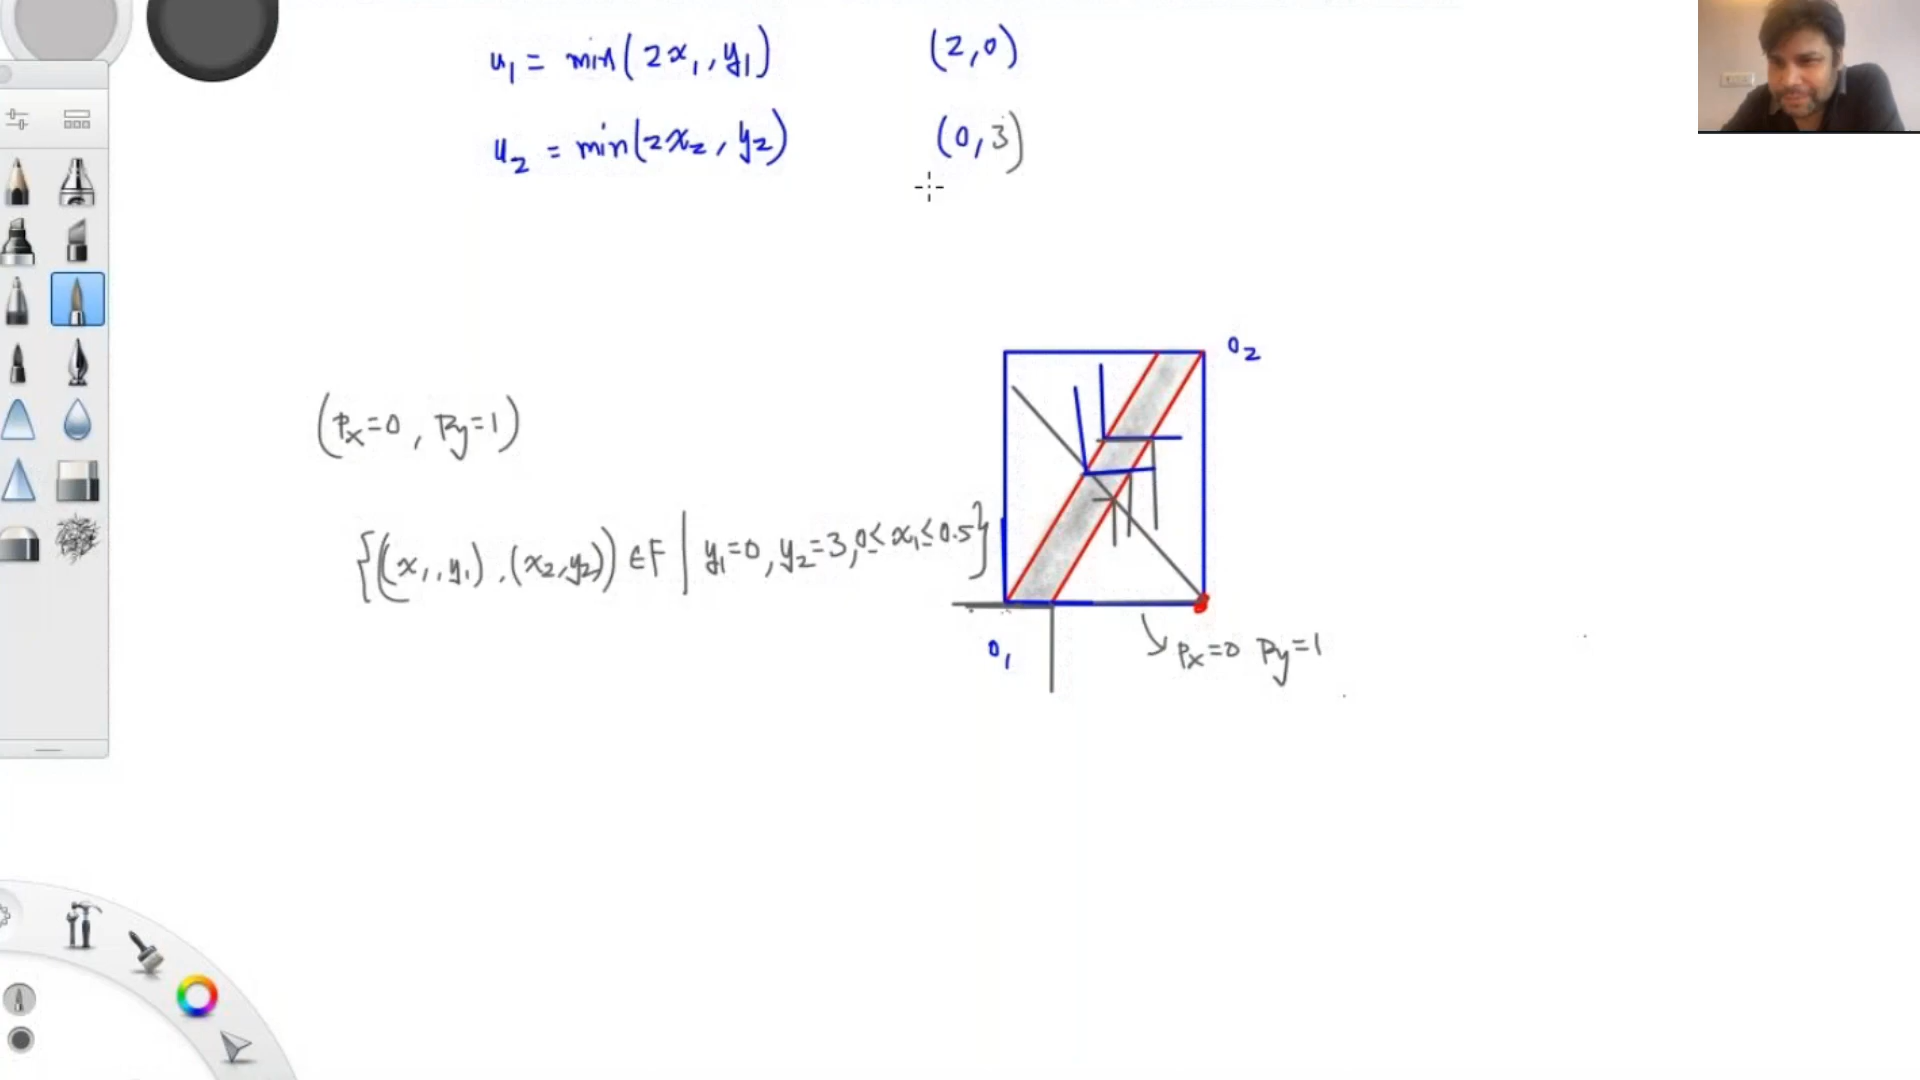 u₁ = min(2x₁, y₁) (2,0)
u₂ = min(2x₂, y₂) (0,3)
O₂
(Px=0, Py=1)
{((x₁,y₁),(x₂,y₂)) ∈ F | y₁=0, y₂=3, 0≤x₁≤0.5}
O₁
Px=0 Py=1